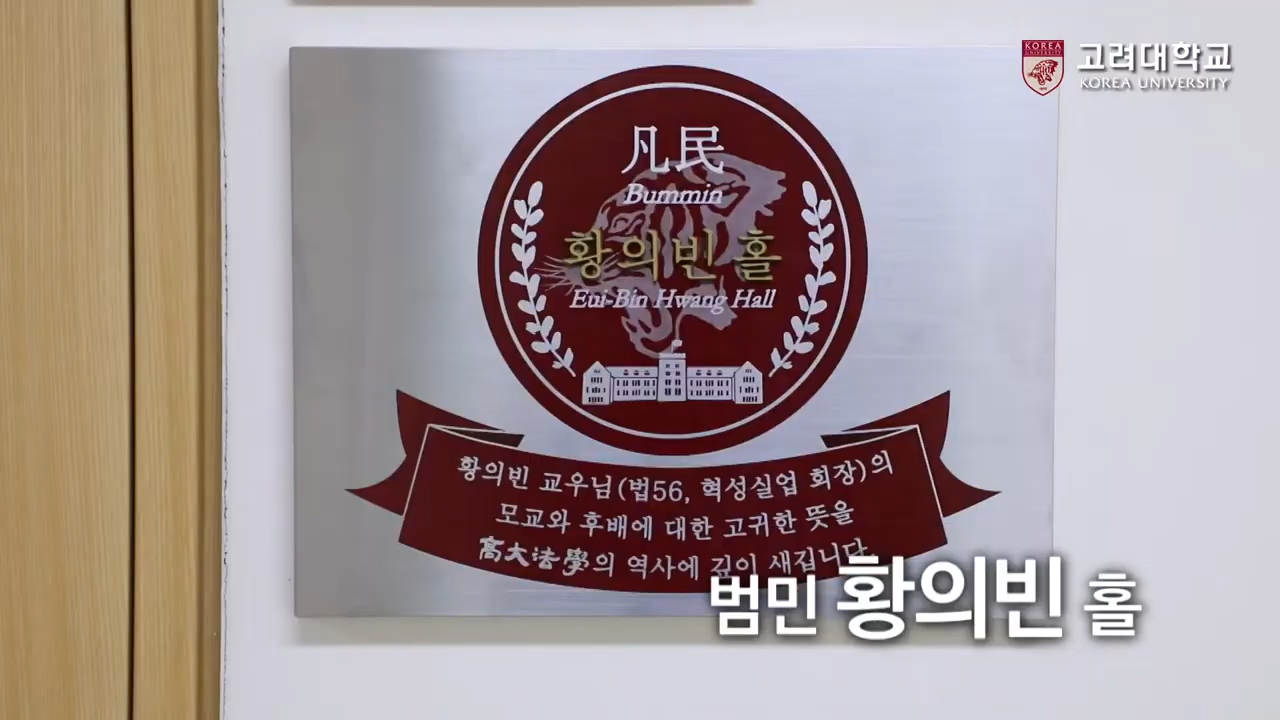 KOREA
UNIVERSITY
고려대학교
KOREA UNIVERSITY
凡民
Bummin
황의빈 홀
Eui-Bin Hwang Hall
황의빈 교우님(법56, 혁성실업 회장)의
모교와 후배에 대한 고귀한 뜻을
高大法學의 역사에 깊이 새깁니다.
범민 황의빈 홀